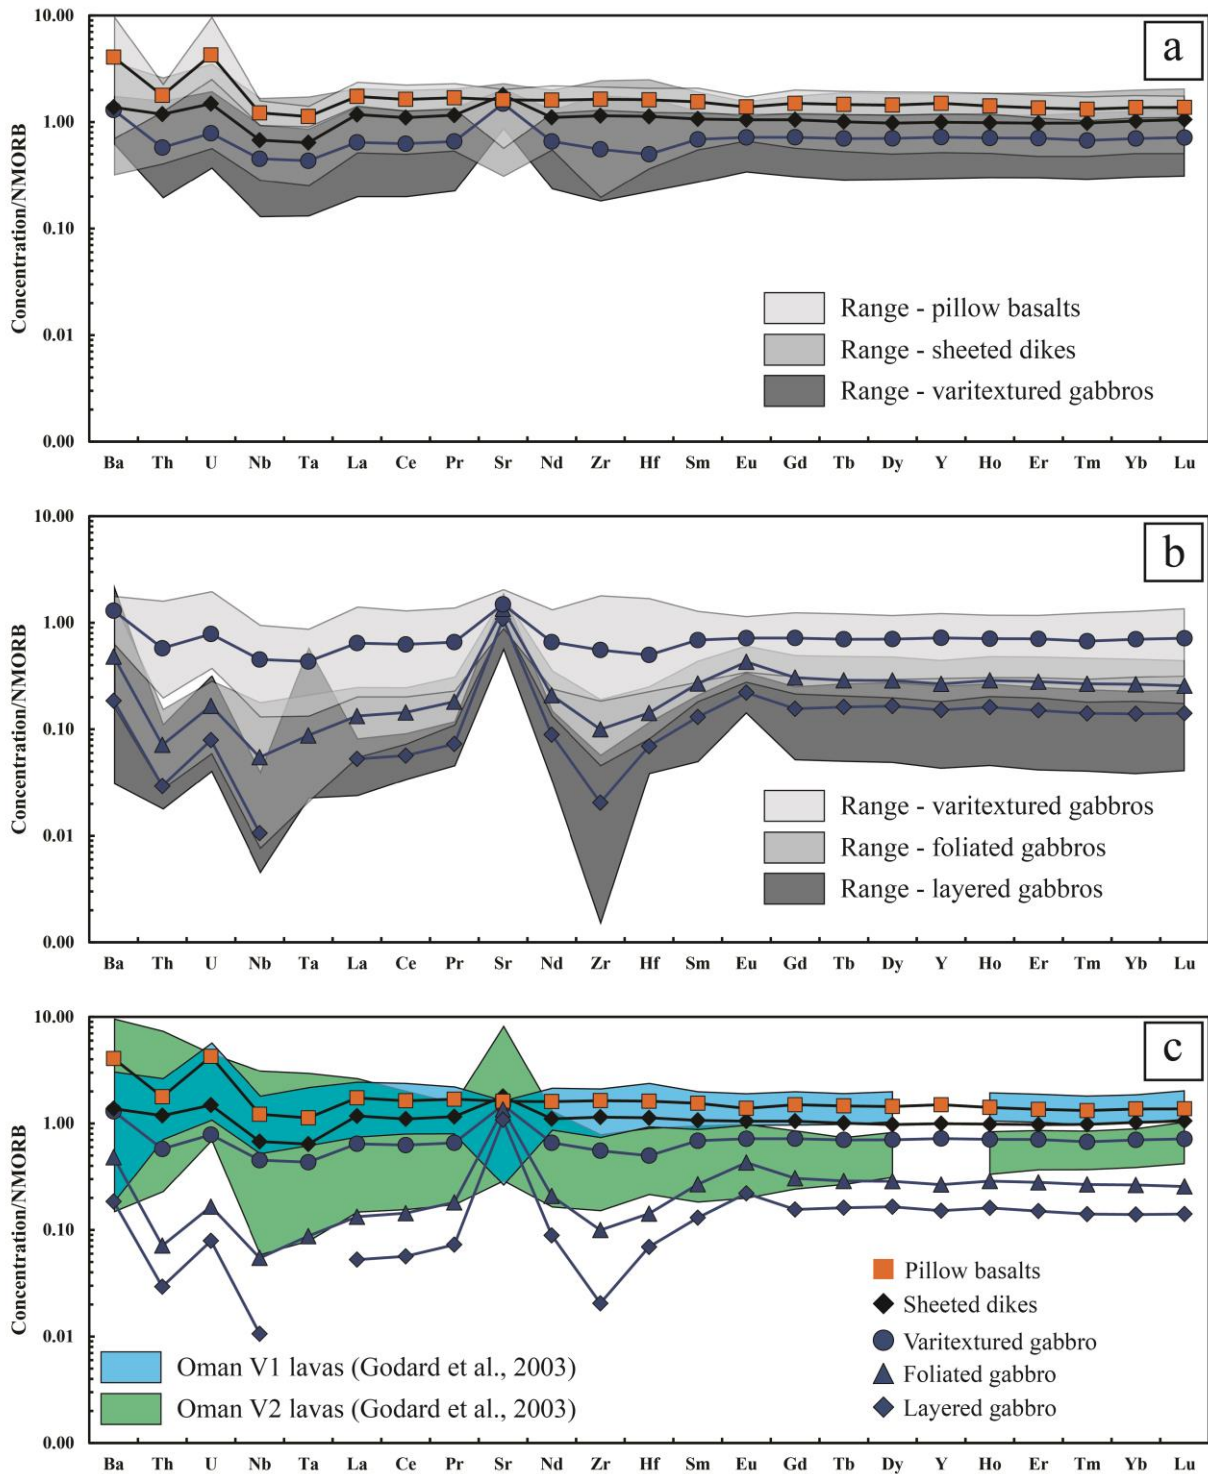 a
10.00
1.00
0.10
0.01
0.00
Concentration/NMORB
Range - pillow basalts
Range - sheeted dikes
Range - varitextured gabbros
Ba Th U Nb Ta La Ce Pr Sr Nd Zr Hf Sm Eu Gd Tb Dy Y Ho Er Tm Yb Lu
b
10.00
1.00
0.10
0.01
0.00
Concentration/NMORB
Range - varitextured gabbros
Range - foliated gabbros
Range - layered gabbros
Ba Th U Nb Ta La Ce Pr Sr Nd Zr Hf Sm Eu Gd Tb Dy Y Ho Er Tm Yb Lu
c
10.00
1.00
0.10
0.01
0.00
Concentration/NMORB
Pillow basalts
Sheeted dikes
Varitextured gabbro
Foliated gabbro
Layered gabbro
Oman V1 lavas (Godard et al., 2003)
Oman V2 lavas (Godard et al., 2003)
Ba Th U Nb Ta La Ce Pr Sr Nd Zr Hf Sm Eu Gd Tb Dy Y Ho Er Tm Yb Lu